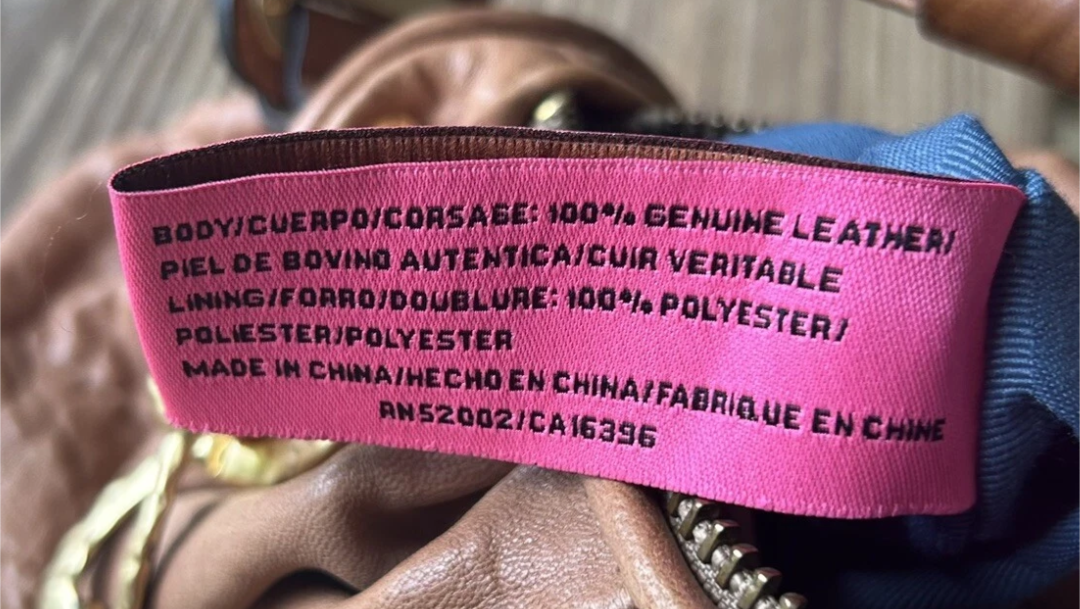 BODY/CUERPO/CORSAGE: 100% GENUINE LEATHER/
PIEL DE BOVINO AUTENTICA/CUIR VERITABLE
LINING/FORRO/DOUBLURE: 100% POLYESTER/
POLIESTER/POLYESTER
MADE IN CHINA/HECHO EN CHINA/FABRIQUE EN CHINE
RN52002/CA16396